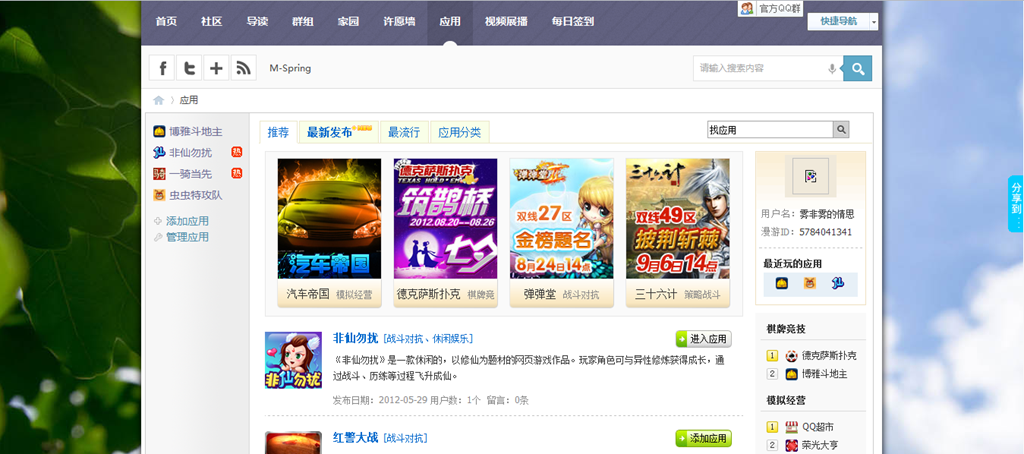 官方QQ群
首页 社区 导读 群组 家园 许愿墙 应用 视频展播 每日签到
快捷导航
M-Spring
请输入搜索内容
应用
博雅斗地主
非仙勿扰 热
一骑当先 热
虫虫特攻队
添加应用
管理应用
推荐 最新发布 最流行 应用分类
找应用
汽车帝国
德克萨斯扑克
TEXAS HOLD'EM
筑鹊桥
2012.08.20--08.26
七夕
弹弹堂
双线27区
金榜题名
8月24日14点
三十六计
双线49区
披荆斩棘
9月6日14点
汽车帝国 模拟经营
德克萨斯扑克 棋牌竞
弹弹堂 战斗对抗
三十六计 策略战斗
非仙勿扰
非仙勿扰 [战斗对抗、休闲娱乐]
进入应用
《非仙勿扰》是一款休闲的，以修仙为题材的网页游戏作品。玩家角色可与异性修炼获得成长，通
过战斗、历练等过程飞升成仙。
发布日期：2012-05-29 用户数：1个 留言：0条
红警大战 [战斗对抗]
添加应用
用户名：雾非雾的情思
漫游ID：5784041341
最近玩的应用
棋牌竞技
1 德克萨斯扑克
2 博雅斗地主
模拟经营
1 QQ超市
2 荣光大亨
分享到